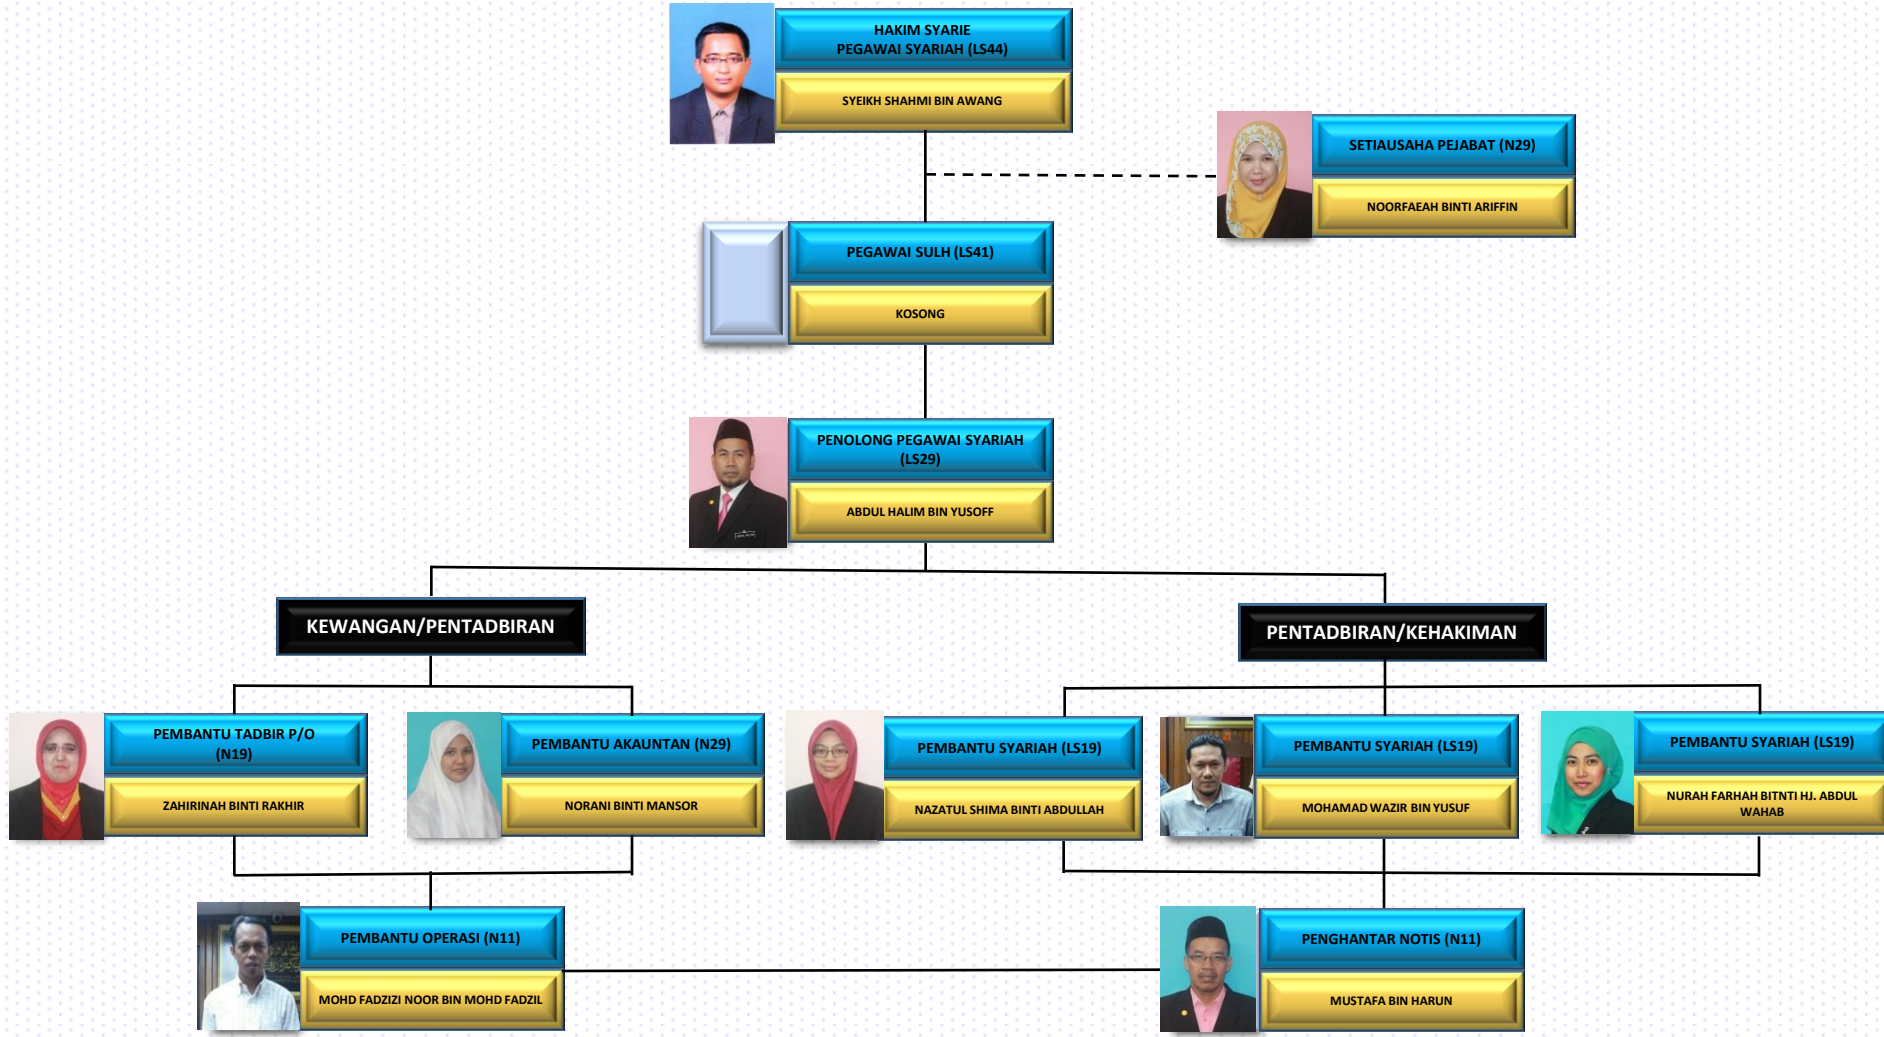 HAKIM SYARIE
PEGAWAI SYARIAH (LS44)
SYEIKH SHAHMI BIN AWANG
SETIAUSAHA PEJABAT (N29)
NOORFAEAH BINTI ARIFFIN
PEGAWAI SULH (LS41)
KOSONG
PENOLONG PEGAWAI SYARIAH
(LS29)
ABDUL HALIM BIN YUSOFF
KEWANGAN/PENTADBIRAN
PENTADBIRAN/KEHAKIMAN
PEMBANTU TADBIR P/O
(N19)
ZAHIRINAH BINTI RAKHIR
PEMBANTU AKAUNTAN (N29)
NORANI BINTI MANSOR
PEMBANTU SYARIAH (LS19)
NAZATUL SHIMA BINTI ABDULLAH
PEMBANTU SYARIAH (LS19)
MOHAMAD WAZIR BIN YUSUF
PEMBANTU SYARIAH (LS19)
NURAH FARHAH BITNTI HJ. ABDUL
WAHAB
PEMBANTU OPERASI (N11)
MOHD FADZIZI NOOR BIN MOHD FADZIL
PENGHANTAR NOTIS (N11)
MUSTAFA BIN HARUN